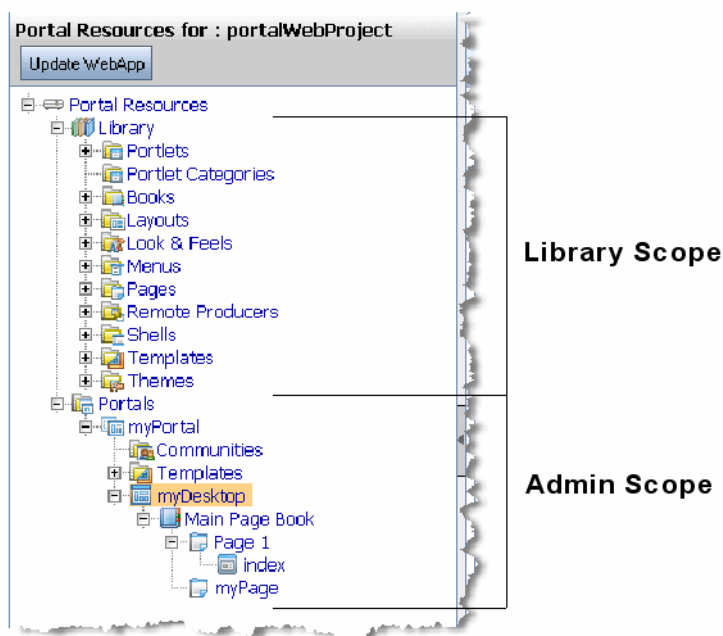 Portal Resources for : portalWebProject
Update WebApp
Portal Resources
Library
Portlets
Portlet Categories
Books
Layouts
Look & Feels
Menus
Pages
Remote Producers
Shells
Templates
Themes
Library Scope
Portals
myPortal
Communities
Templates
myDesktop
Main Page Book
Page 1
index
myPage
Admin Scope